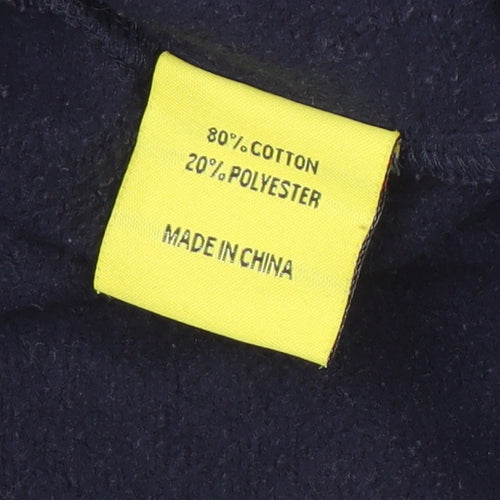 80% COTTON
20% POLYESTER
MADE IN CHINA